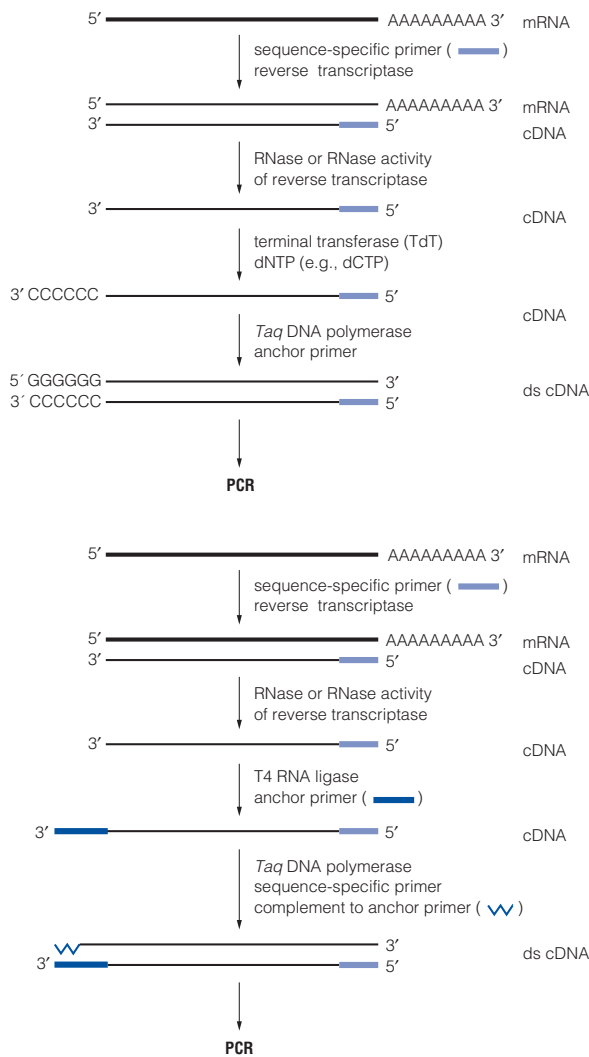 5′ AAAAAAAAA 3′ mRNA
sequence-specific primer ( )
reverse transcriptase
5′ AAAAAAAAA 3′ mRNA
3′ 5′ cDNA
RNase or RNase activity
of reverse transcriptase
3′ 5′ cDNA
terminal transferase (TdT)
dNTP (e.g., dCTP)
3′ CCCCCC 5′ cDNA
Taq DNA polymerase
anchor primer
5′ GGGGGG 3′
3′ CCCCCC 5′ ds cDNA
PCR
5′ AAAAAAAAA 3′ mRNA
sequence-specific primer ( )
reverse transcriptase
5′ AAAAAAAAA 3′ mRNA
3′ 5′ cDNA
RNase or RNase activity
of reverse transcriptase
3′ 5′ cDNA
T4 RNA ligase
anchor primer ( )
3′ 5′ cDNA
Taq DNA polymerase
sequence-specific primer
complement to anchor primer ( )
3′ ds cDNA
3′ 5′
PCR